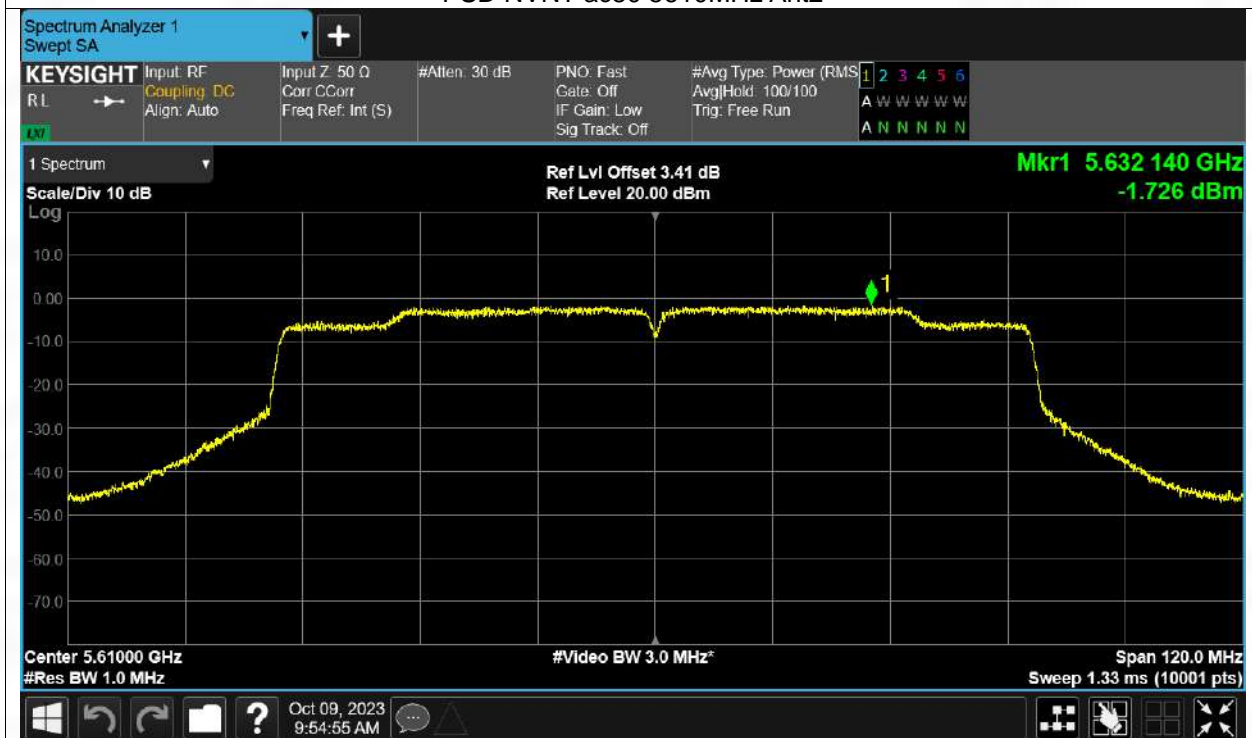 Spectrum Analyzer 1
Swept SA
+
KEYSIGHT
RL
LXI
Input: RF
Coupling: DC
Align: Auto
Input Z: 50 Ω
Corr CCorr
Freq Ref: Int (S)
#Atten: 30 dB
PNO: Fast
Gate: Off
IF Gain: Low
Sig Track: Off
#Avg Type: Power (RMS
Avg|Hold: 100/100
Trig: Free Run
1 2 3 4 5 6
A W W W W W
A N N N N N
1 Spectrum
Scale/Div 10 dB
Log
Ref Lvl Offset 3.41 dB
Ref Level 20.00 dBm
Mkr1 5.632 140 GHz
-1.726 dBm
10.0
0.00
-10.0
-20.0
-30.0
-40.0
-50.0
-60.0
-70.0
1
Center 5.61000 GHz
#Res BW 1.0 MHz
#Video BW 3.0 MHz*
Span 120.0 MHz
Sweep 1.33 ms (10001 pts)
?
Oct 09, 2023
9:54:55 AM